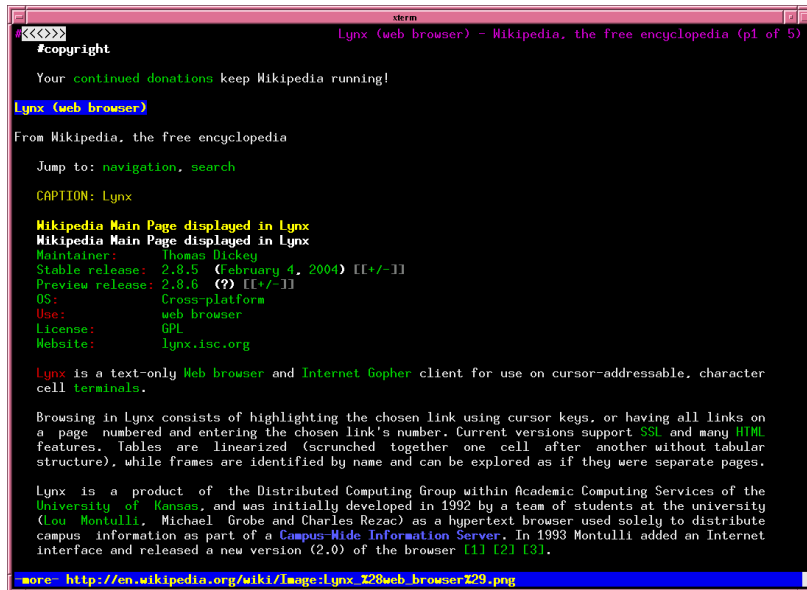 xterm
#<<<>>> Lynx (web browser) - Wikipedia, the free encyclopedia (p1 of 5)
#copyright
Your continued donations keep Wikipedia running!
Lynx (web browser)
From Wikipedia, the free encyclopedia
Jump to: navigation, search
CAPTION: Lynx
Wikipedia Main Page displayed in Lynx
Wikipedia Main Page displayed in Lynx
Maintainer: Thomas Dickey
Stable release: 2.8.5 (February 4, 2004) [[+/-]]
Preview release: 2.8.6 (?) [[+/-]]
OS: Cross-platform
Use: web browser
License: GPL
Website: lynx.isc.org
Lynx is a text-only Web browser and Internet Gopher client for use on cursor-addressable, character
cell terminals.
Browsing in Lynx consists of highlighting the chosen link using cursor keys, or having all links on
a page numbered and entering the chosen link's number. Current versions support SSL and many HTML
features. Tables are linearized (scrunched together one cell after another without tabular
structure), while frames are identified by name and can be explored as if they were separate pages.
Lynx is a product of the Distributed Computing Group within Academic Computing Services of the
University of Kansas, and was initially developed in 1992 by a team of students at the university
(Lou Montulli, Michael Grobe and Charles Rezac) as a hypertext browser used solely to distribute
campus information as part of a Campus-Wide Information Server. In 1993 Montulli added an Internet
interface and released a new version (2.0) of the browser [1] [2] [3].
-more- http://en.wikipedia.org/wiki/Image:Lynx_%28web_browser%29.png